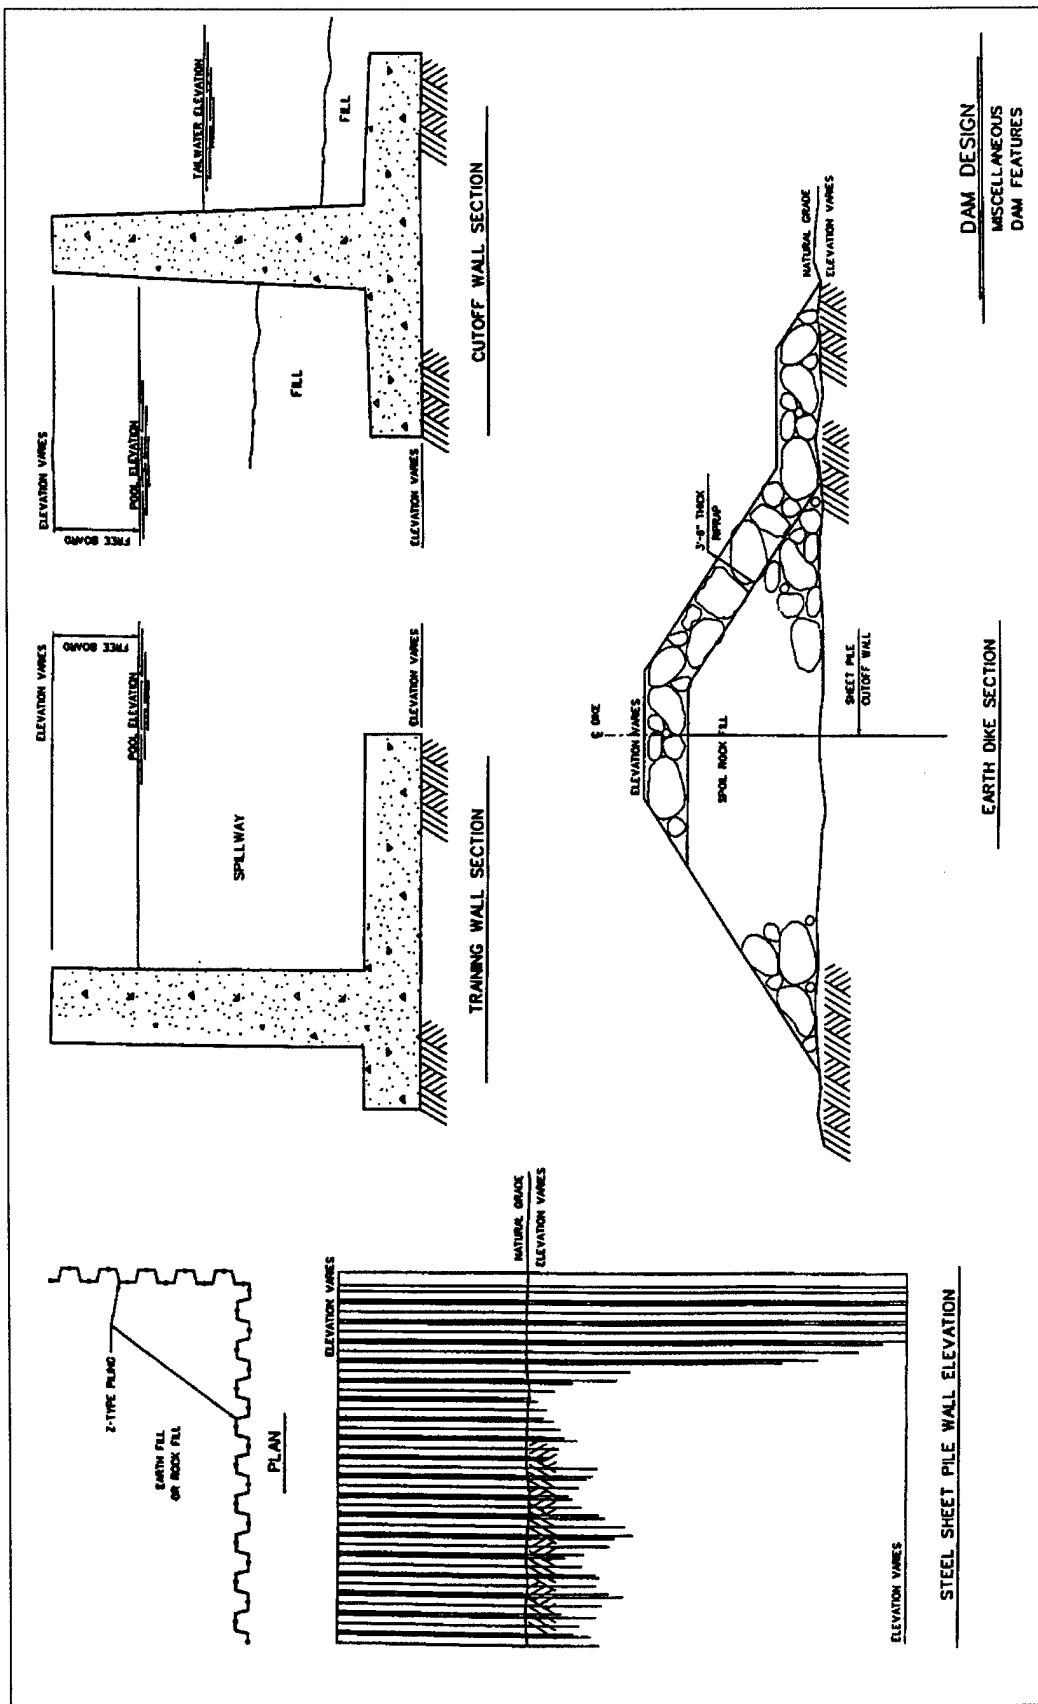 PLAN
Z-TYPE PILING
EARTH FILL
OR ROCK FILL
ELEVATION VARIES
NATURAL GRADE
ELEVATION VARIES
ELEVATION VARIES
STEEL SHEET PILE WALL ELEVATION
ELEVATION VARIES
FREE BOARD
POOL ELEVATION
SPILLWAY
ELEVATION VARIES
TRAINING WALL SECTION
ELEVATION VARIES
FREE BOARD
POOL ELEVATION
TAILWATER ELEVATION
FILL
FILL
ELEVATION VARIES
CUTOFF WALL SECTION
℄ DIKE
ELEVATION VARIES
3'-6" THICK
RIPRAP
SPOIL ROCK FILL
NATURAL GRADE
ELEVATION VARIES
SHEET PILE
CUTOFF WALL
EARTH DIKE SECTION
DAM DESIGN
MISCELLANEOUS
DAM FEATURES